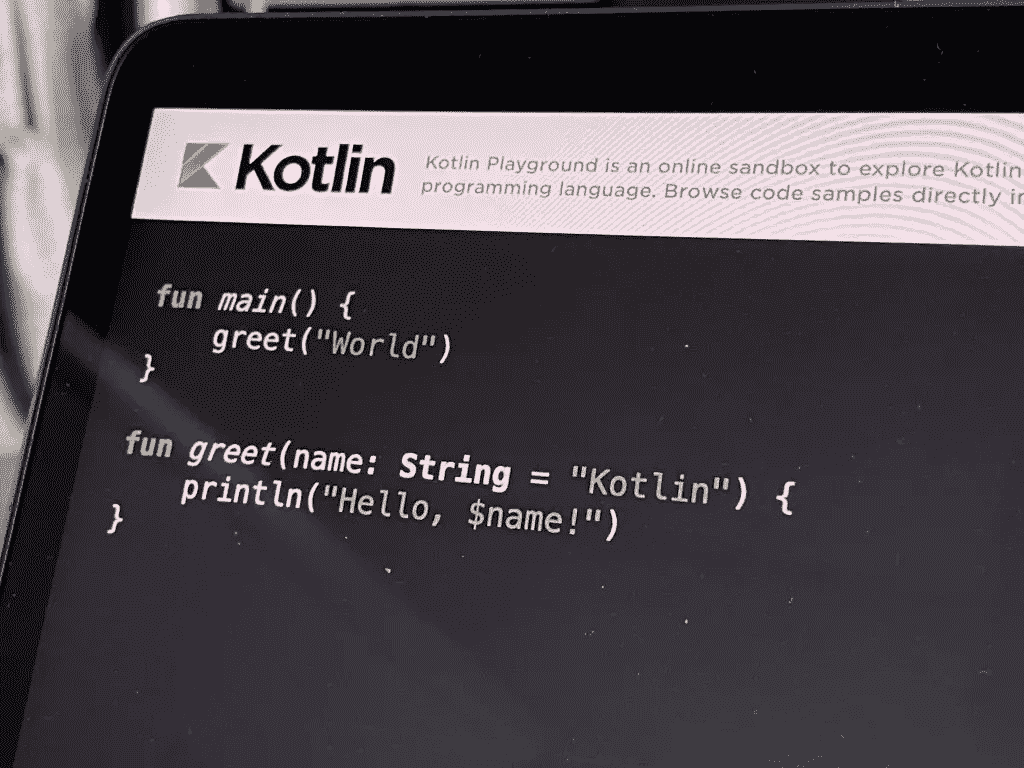 Kotlin
Kotlin Playground is an online sandbox to explore Kotlin
programming language. Browse code samples directly in
fun main() {
    greet("World")
}
fun greet(name: String = "Kotlin") {
    println("Hello, $name!")
}